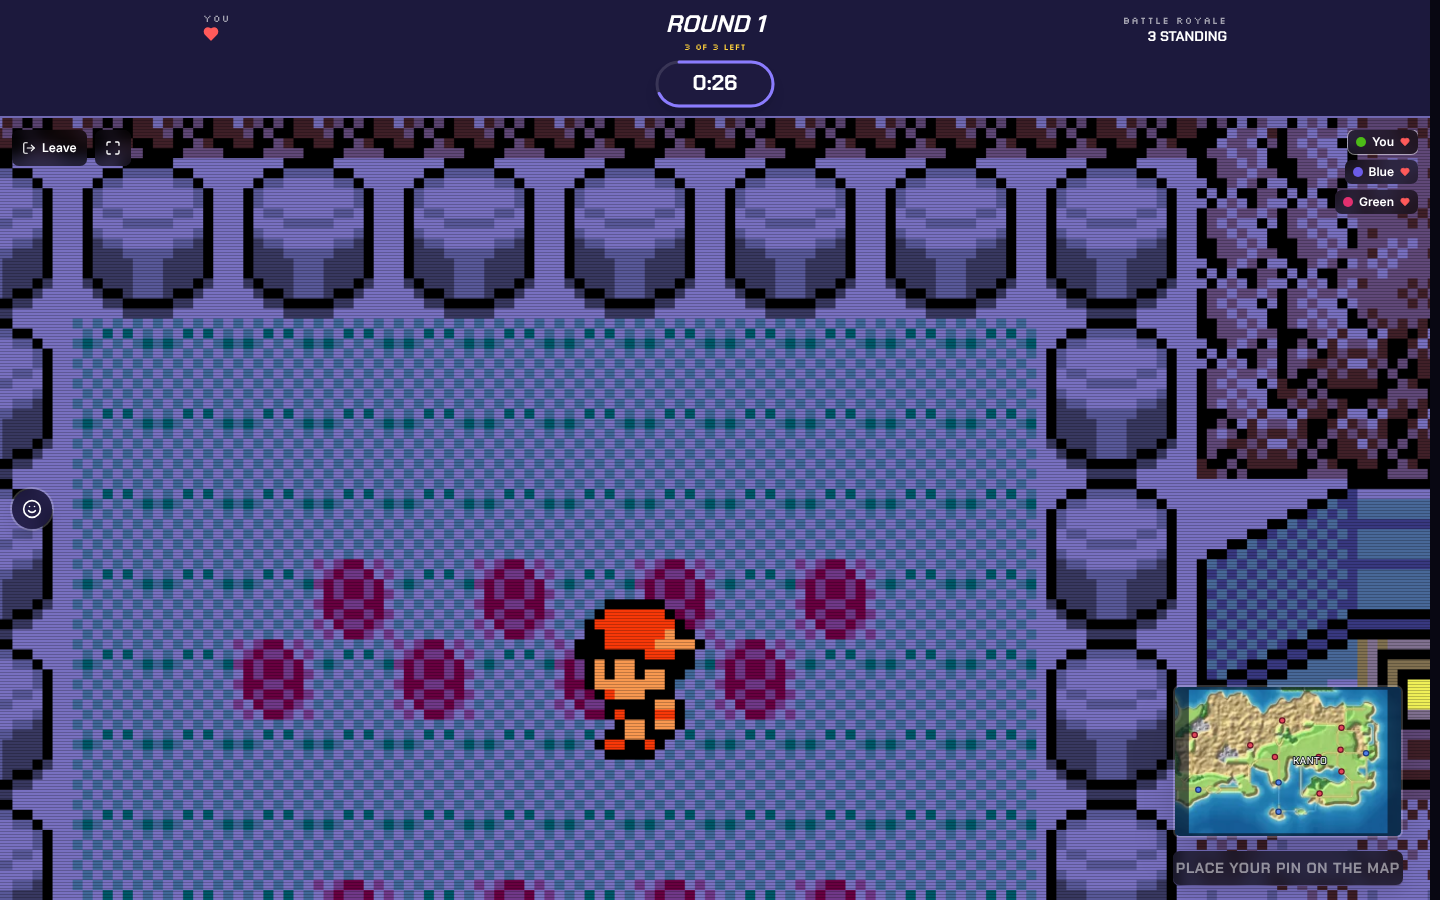 YOU
ROUND 1
3 OF 3 LEFT
0:26
BATTLE ROYALE
3 STANDING
Leave
You
Blue
Green
KANTO
PLACE YOUR PIN ON THE MAP